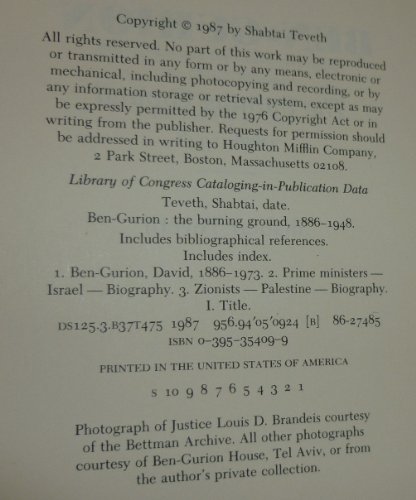 Copyright © 1987 by Shabtai Teveth
All rights reserved. No part of this work may be reproduced
or transmitted in any form or by any means, electronic or
mechanical, including photocopying and recording, or by
any information storage or retrieval system, except as may
be expressly permitted by the 1976 Copyright Act or in
writing from the publisher. Requests for permission should
be addressed in writing to Houghton Mifflin Company,
2 Park Street, Boston, Massachusetts 02108.
Library of Congress Cataloging-in-Publication Data
Teveth, Shabtai, date.
Ben-Gurion : the burning ground, 1886–1948.
Includes bibliographical references.
Includes index.
1. Ben-Gurion, David, 1886–1973. 2. Prime ministers —
Israel — Biography. 3. Zionists — Palestine — Biography.
I. Title.
DS125.3.B37T475 1987 956.94'05'0924 [B] 86-27485
ISBN 0-395-35409-9
PRINTED IN THE UNITED STATES OF AMERICA
S 10 9 8 7 6 5 4 3 2 1
Photograph of Justice Louis D. Brandeis courtesy
of the Bettman Archive. All other photographs
courtesy of Ben-Gurion House, Tel Aviv, or from
the author's private collection.